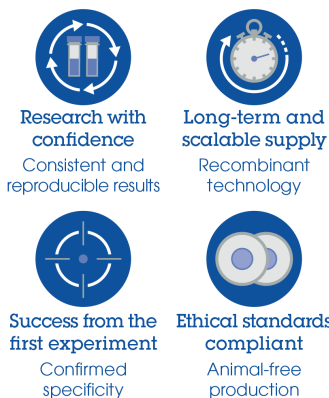 Research with
confidence
Consistent and
reproducible results
Long-term and
scalable supply
Recombinant
technology
Success from the
first experiment
Confirmed
specificity
Ethical standards
compliant
Animal-free
production